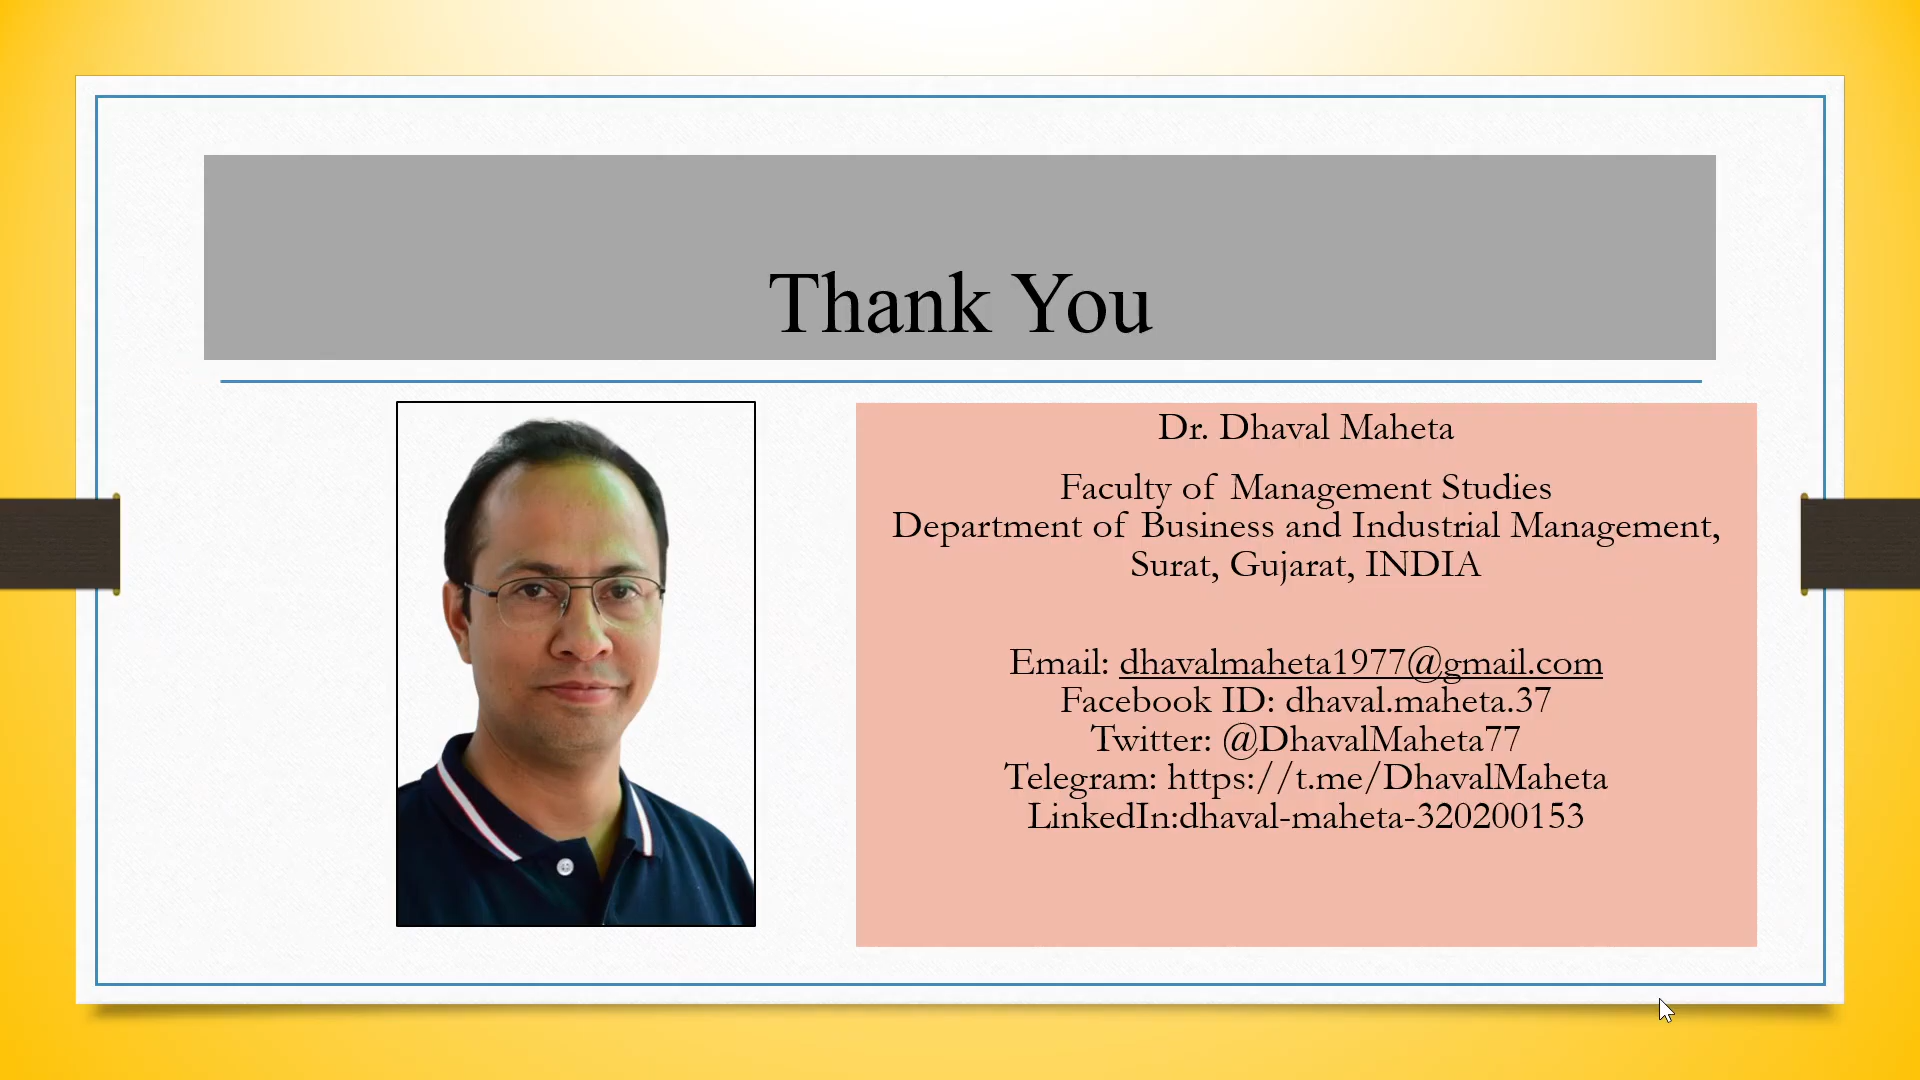 Thank You
Dr. Dhaval Maheta
Faculty of Management Studies
Department of Business and Industrial Management,
Surat, Gujarat, INDIA
Email: dhavalmaheta1977@gmail.com
Facebook ID: dhaval.maheta.37
Twitter: @DhavalMaheta77
Telegram: https://t.me/DhavalMaheta
LinkedIn:dhaval-maheta-320200153